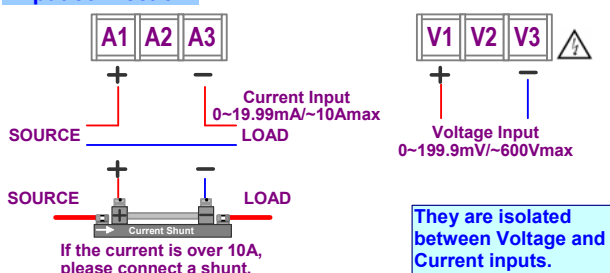 A1 A2 A3
+ −
Current Input
0~19.99mA/~10Amax
SOURCE LOAD
+ −
SOURCE LOAD
+ −
Current Shunt
If the current is over 10A,
please connect a shunt.
V1 V2 V3
+ −
Voltage Input
0~199.9mV/~600Vmax
They are isolated
between Voltage and
Current inputs.